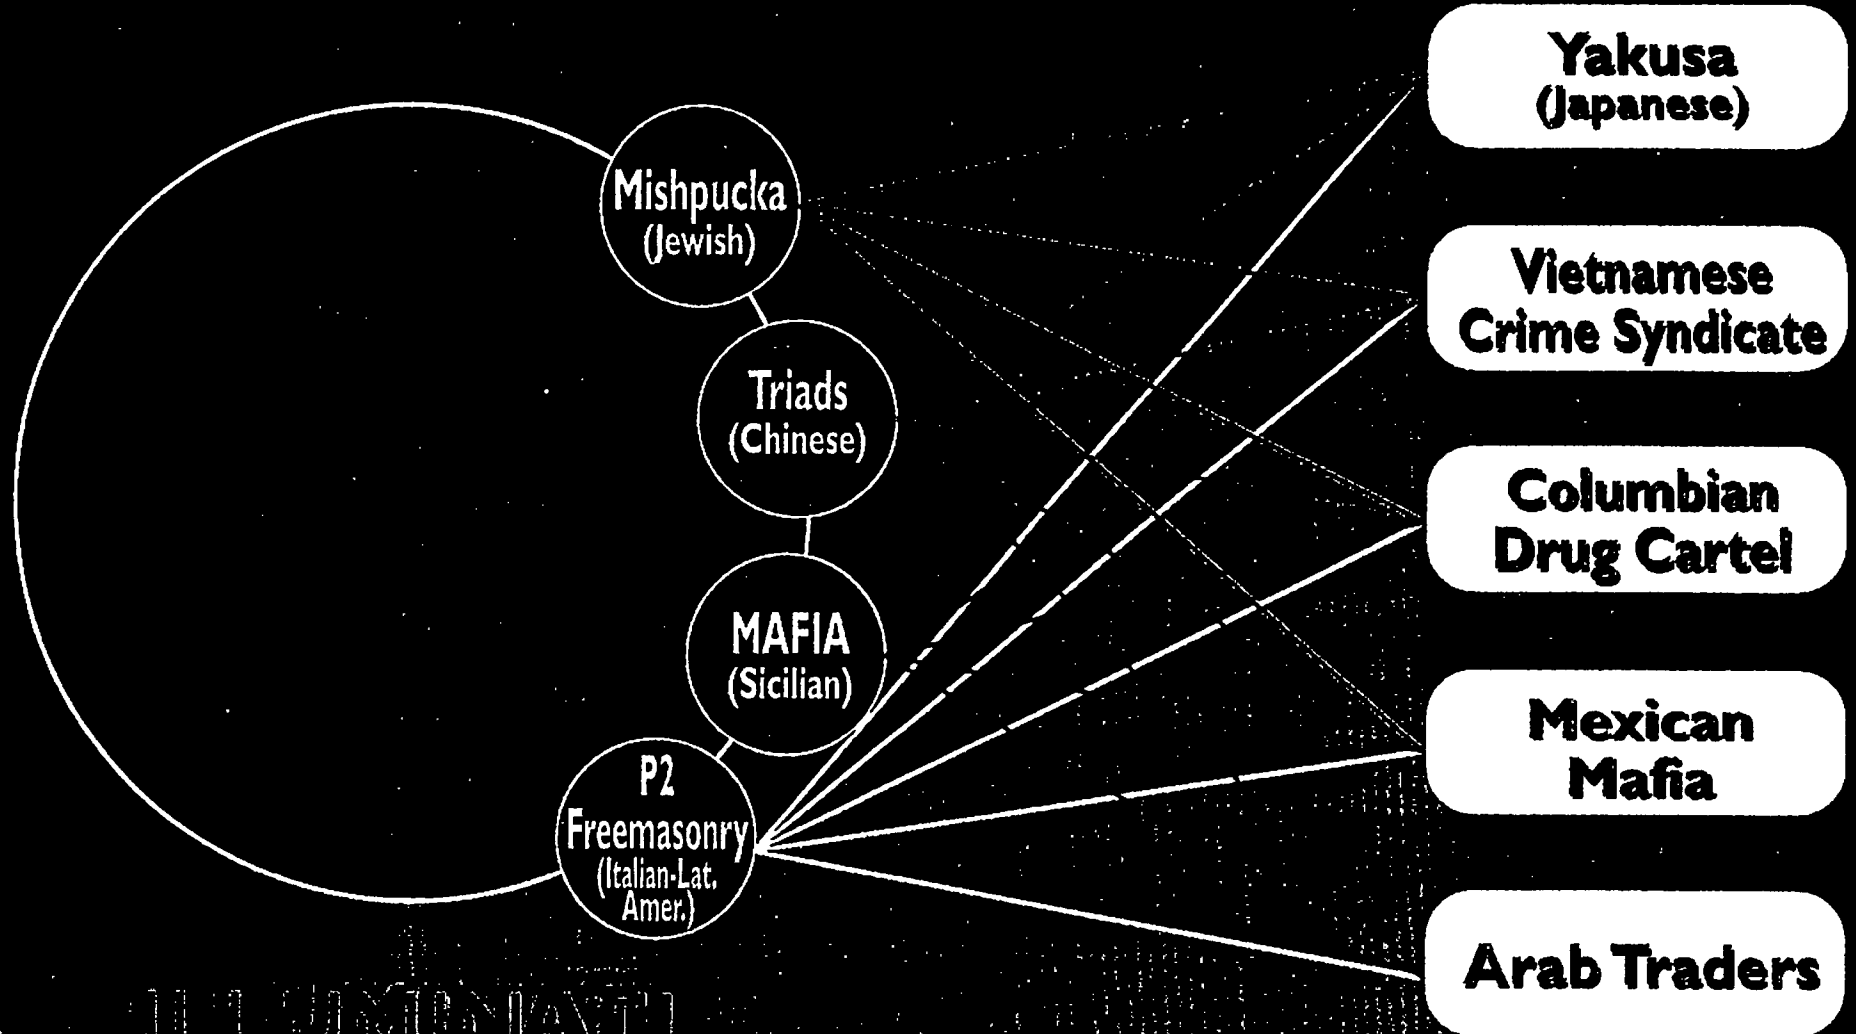 Yakusa
(Japanese)
Mishpucka
(Jewish)
Vietnamese
Crime Syndicate
Triads
(Chinese)
Columbian
Drug Cartel
MAFIA
(Sicilian)
Mexican
Mafia
P2
Freemasonry
(Italian-Lat.
Amer.)
Arab Traders
ILLUMINATI